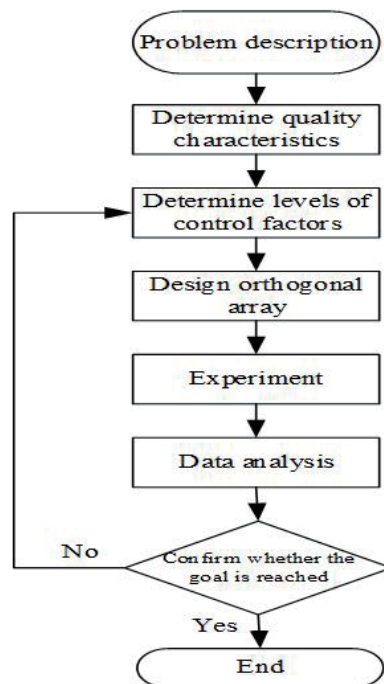 Problem description
Determine quality
characteristics
Determine levels of
control factors
Design orthogonal
array
Experiment
Data analysis
Confirm whether the
goal is reached
No
Yes
End